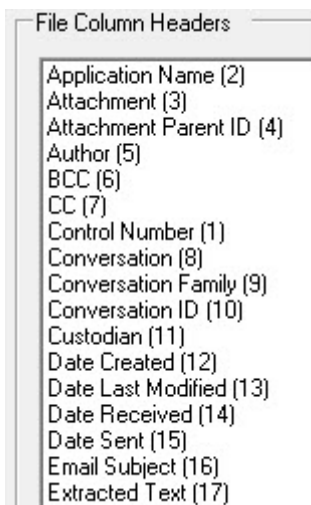 File Column Headers
Application Name (2)
Attachment (3)
Attachment Parent ID (4)
Author (5)
BCC (6)
CC (7)
Control Number (1)
Conversation (8)
Conversation Family (9)
Conversation ID (10)
Custodian (11)
Date Created (12)
Date Last Modified (13)
Date Received (14)
Date Sent (15)
Email Subject (16)
Extracted Text (17)